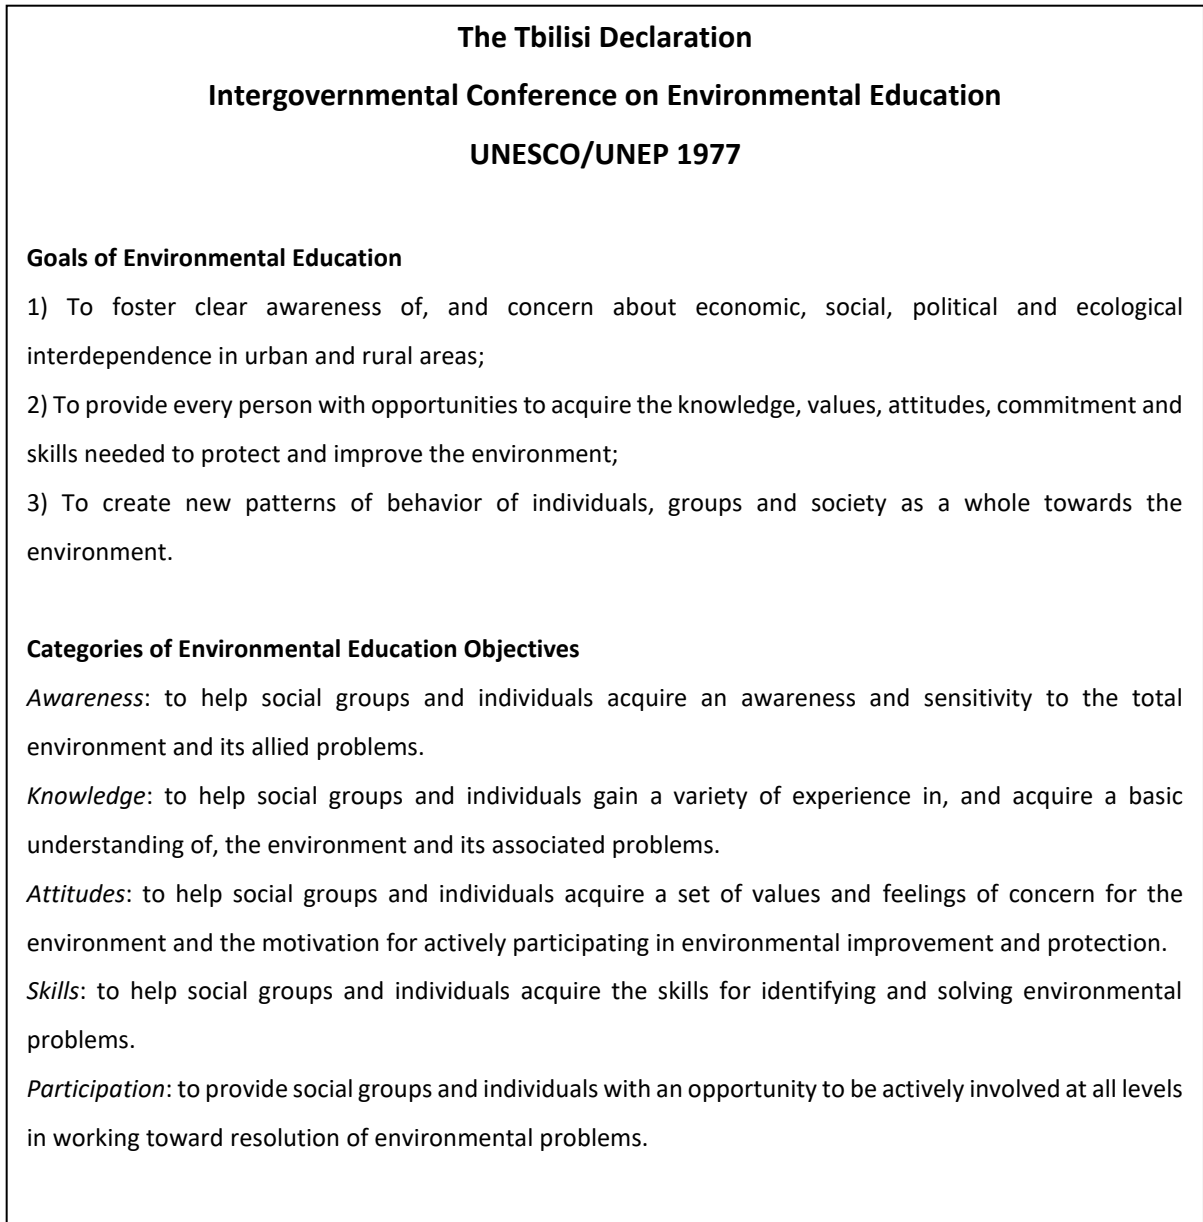 The Tbilisi Declaration
Intergovernmental Conference on Environmental Education
UNESCO/UNEP 1977
Goals of Environmental Education
1) To foster clear awareness of, and concern about economic, social, political and ecological
interdependence in urban and rural areas;
2) To provide every person with opportunities to acquire the knowledge, values, attitudes, commitment and
skills needed to protect and improve the environment;
3) To create new patterns of behavior of individuals, groups and society as a whole towards the
environment.
Categories of Environmental Education Objectives
Awareness: to help social groups and individuals acquire an awareness and sensitivity to the total
environment and its allied problems.
Knowledge: to help social groups and individuals gain a variety of experience in, and acquire a basic
understanding of, the environment and its associated problems.
Attitudes: to help social groups and individuals acquire a set of values and feelings of concern for the
environment and the motivation for actively participating in environmental improvement and protection.
Skills: to help social groups and individuals acquire the skills for identifying and solving environmental
problems.
Participation: to provide social groups and individuals with an opportunity to be actively involved at all levels
in working toward resolution of environmental problems.